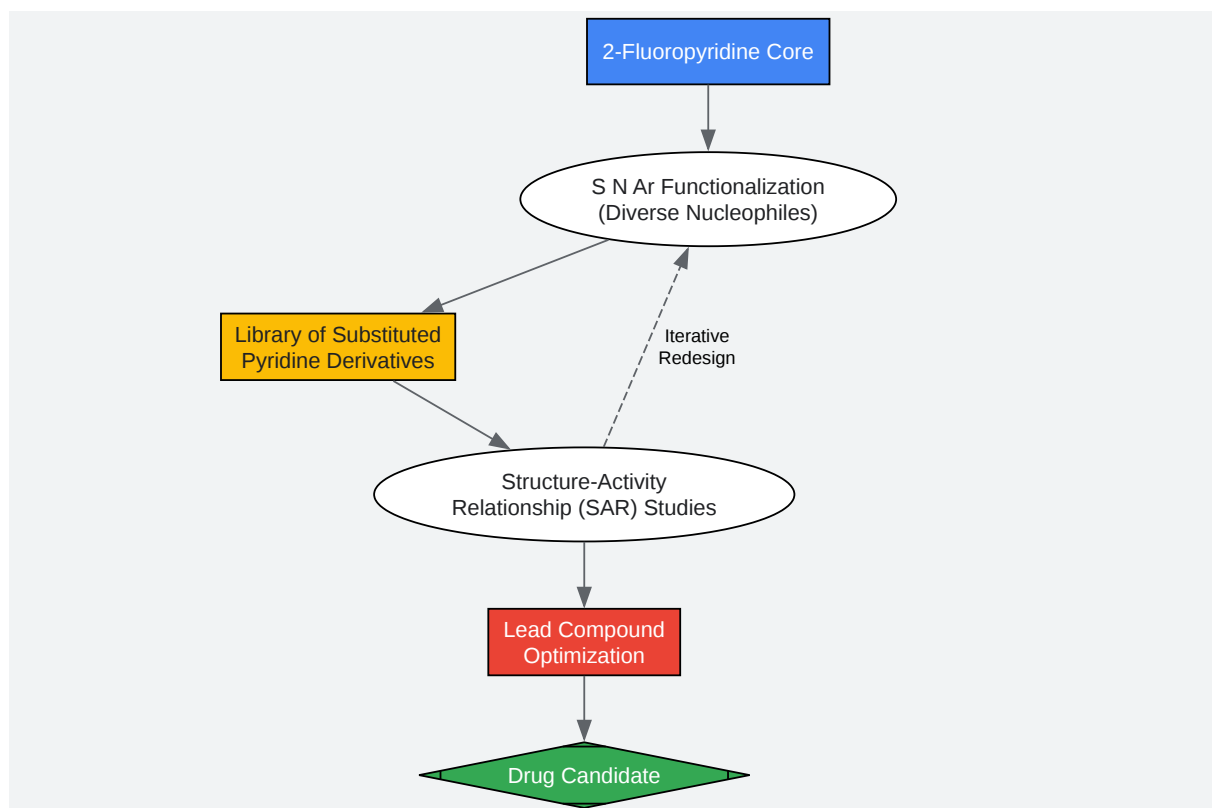 2-Fluoropyridine Core
S N Ar Functionalization
(Diverse Nucleophiles)
Library of Substituted
Pyridine Derivatives
Iterative
Redesign
Structure-Activity
Relationship (SAR) Studies
Lead Compound
Optimization
Drug Candidate